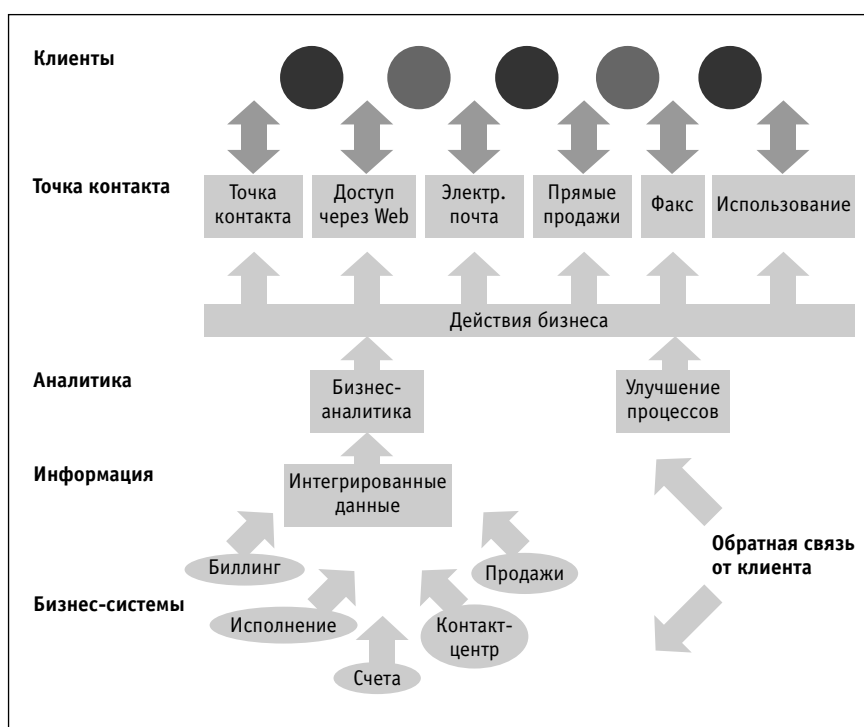 Клиенты
Точка контакта
Точка
контакта
Доступ
через Web
Электр.
почта
Прямые
продажи
Факс
Использование
Действия бизнеса
Аналитика
Бизнес-
аналитика
Улучшение
процессов
Информация
Интегрированные
данные
Обратная связь
от клиента
Биллинг
Продажи
Бизнес-системы
Исполнение
Контакт-
центр
Счета